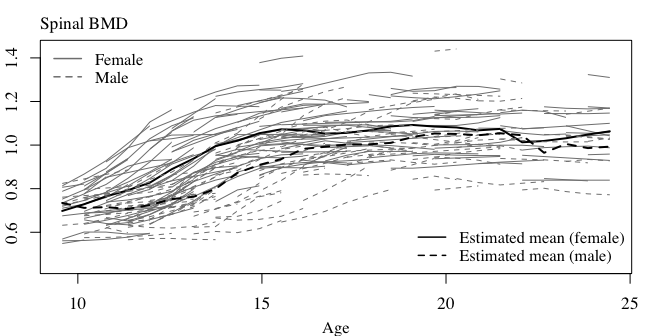 Spinal BMD
Female
Male
1.4
1.2
1.0
0.8
0.6
Estimated mean (female)
Estimated mean (male)
10 15 20 25
Age